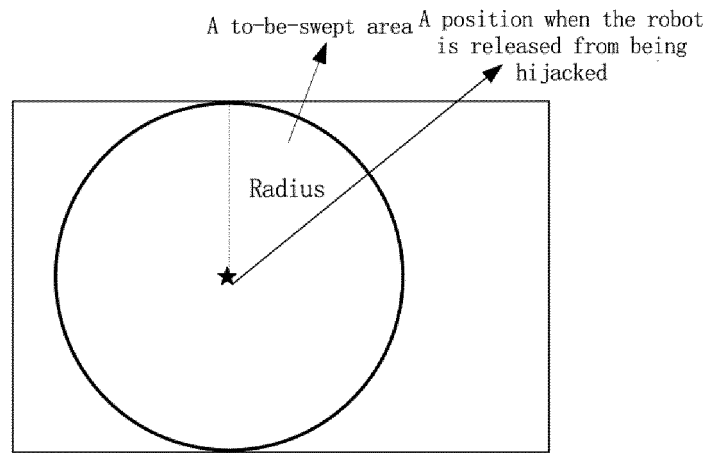 A to-be-swept area
A position when the robot
is released from being
hijacked
Radius